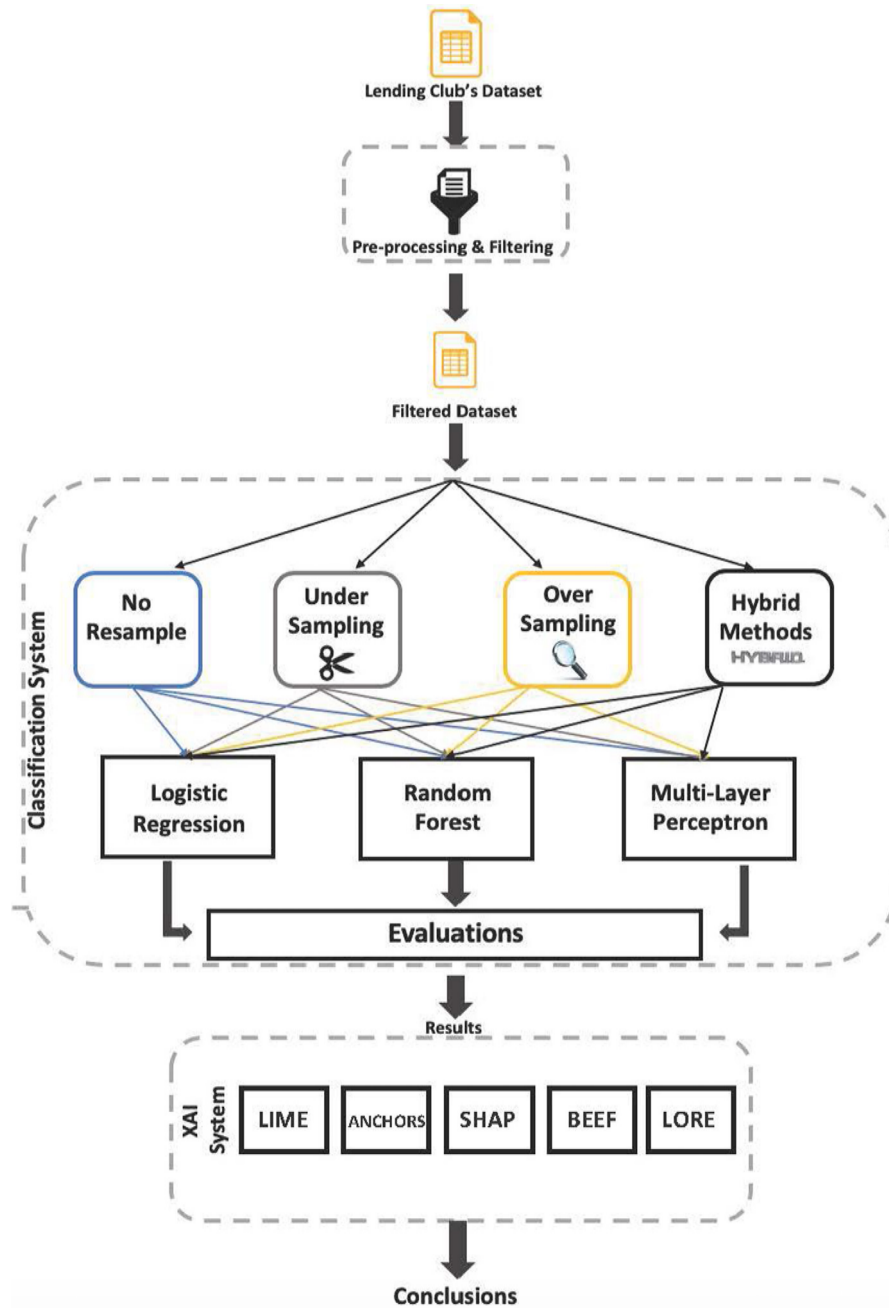 Lending Club's Dataset
Pre-processing & Filtering
Filtered Dataset
Classification System
No
Resample
Under
Sampling
Over
Sampling
Hybrid
Methods
HYBRID
Logistic
Regression
Random
Forest
Multi-Layer
Perceptron
Evaluations
Results
XAI
System
LIME
ANCHORS
SHAP
BEEF
LORE
Conclusions